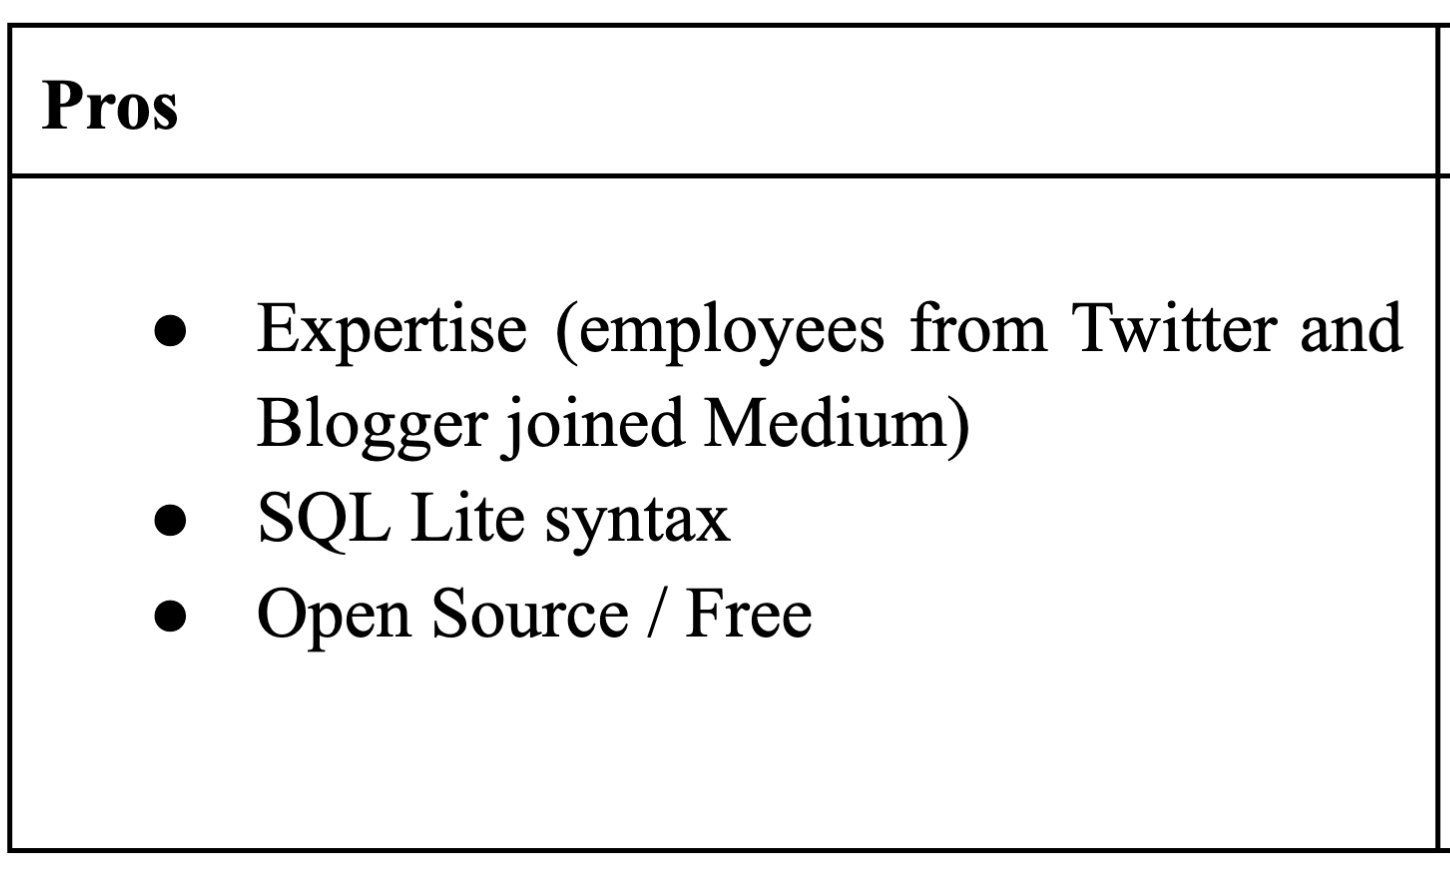 Pros
● Expertise (employees from Twitter and
Blogger joined Medium)
● SQL Lite syntax
● Open Source / Free